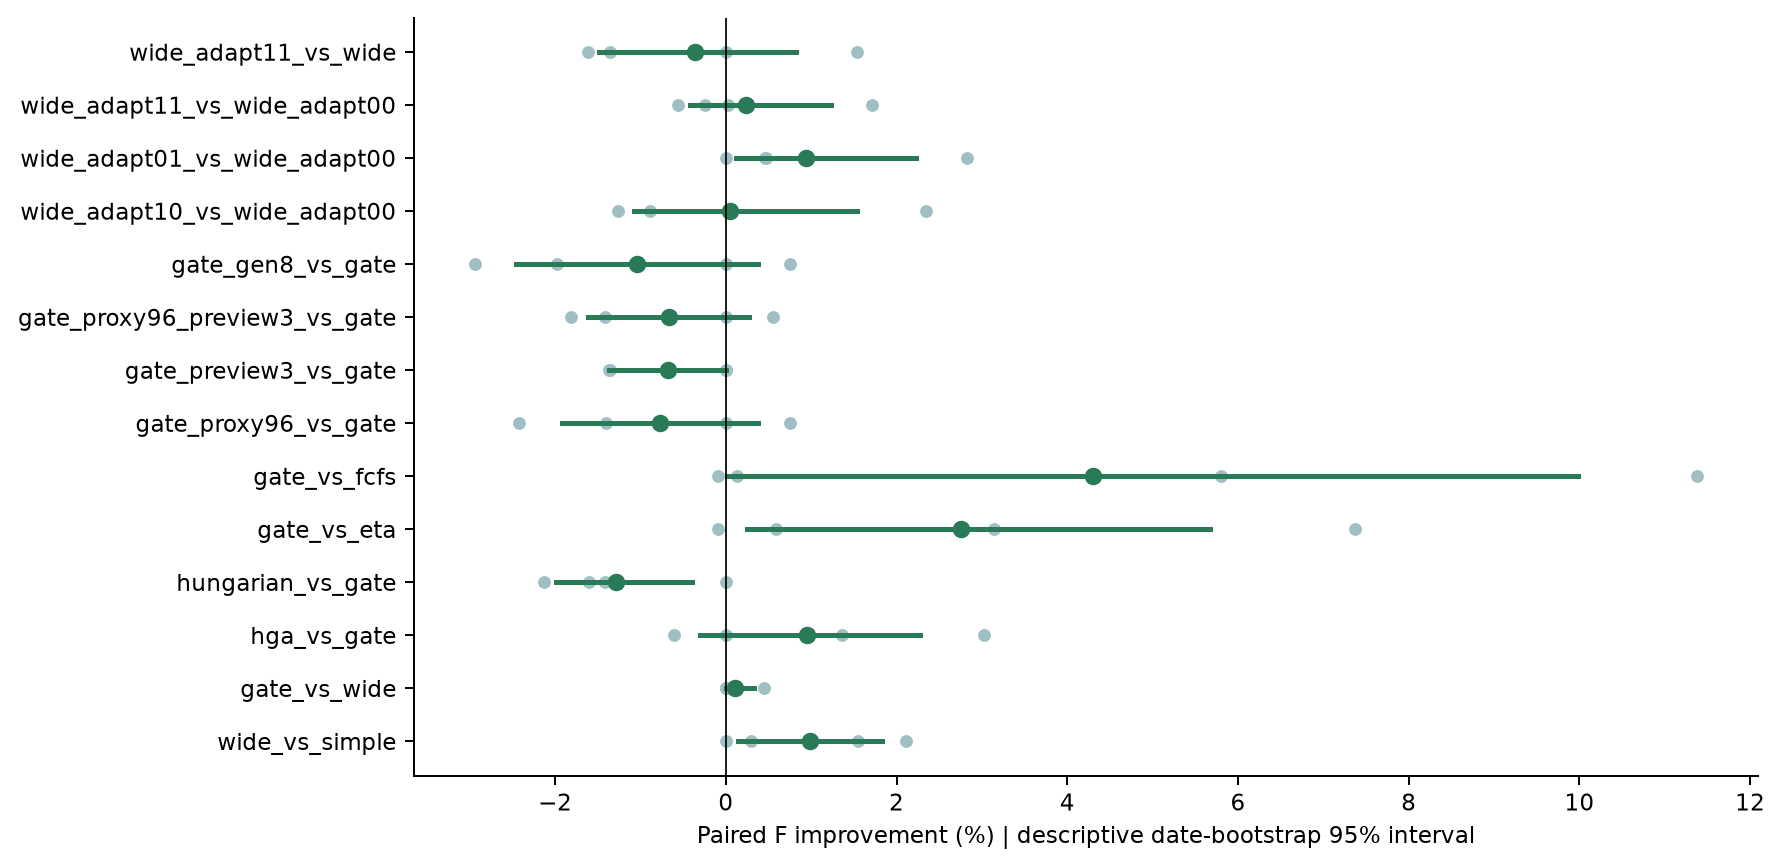 wide_adapt11_vs_wide
wide_adapt11_vs_wide_adapt00
wide_adapt01_vs_wide_adapt00
wide_adapt10_vs_wide_adapt00
gate_gen8_vs_gate
gate_proxy96_preview3_vs_gate
gate_preview3_vs_gate
gate_proxy96_vs_gate
gate_vs_fcfs
gate_vs_eta
hungarian_vs_gate
hga_vs_gate
gate_vs_wide
wide_vs_simple
−2 0 2 4 6 8 10 12
Paired F improvement (%) | descriptive date-bootstrap 95% interval